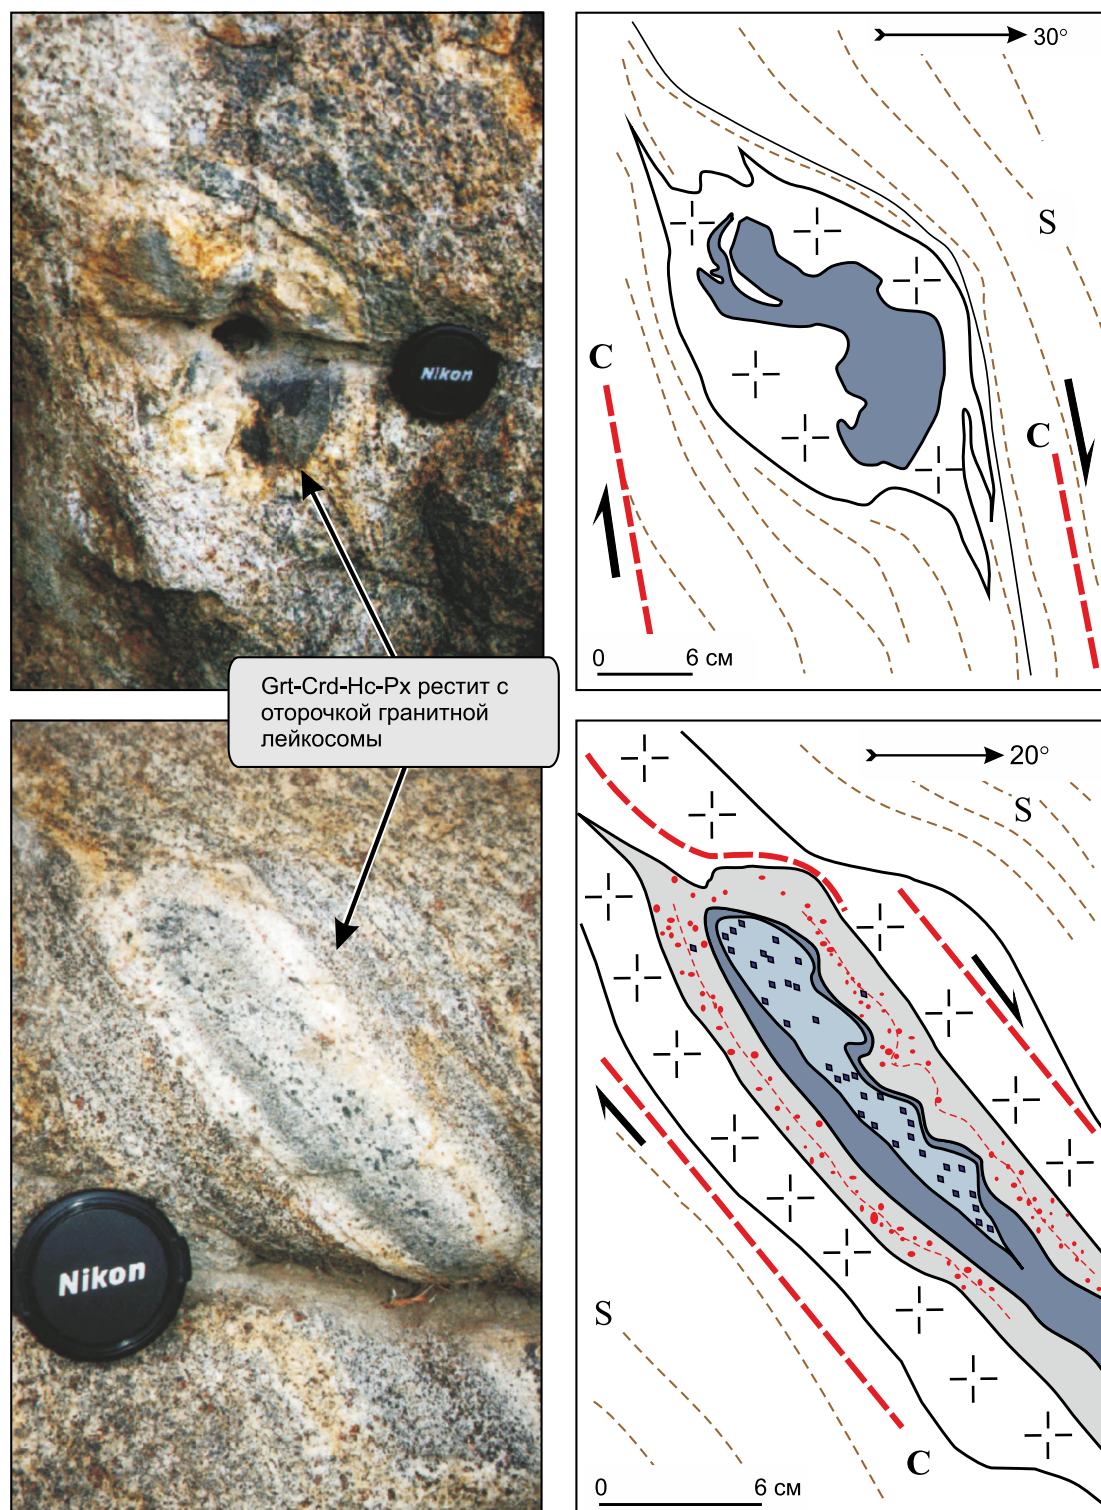 30°
S
C
C
Nikon
0 6 см
Grt-Crd-Hc-Px рестит с
оторочкой гранитной
лейкосомы
20°
S
S
C
Nikon
0 6 см